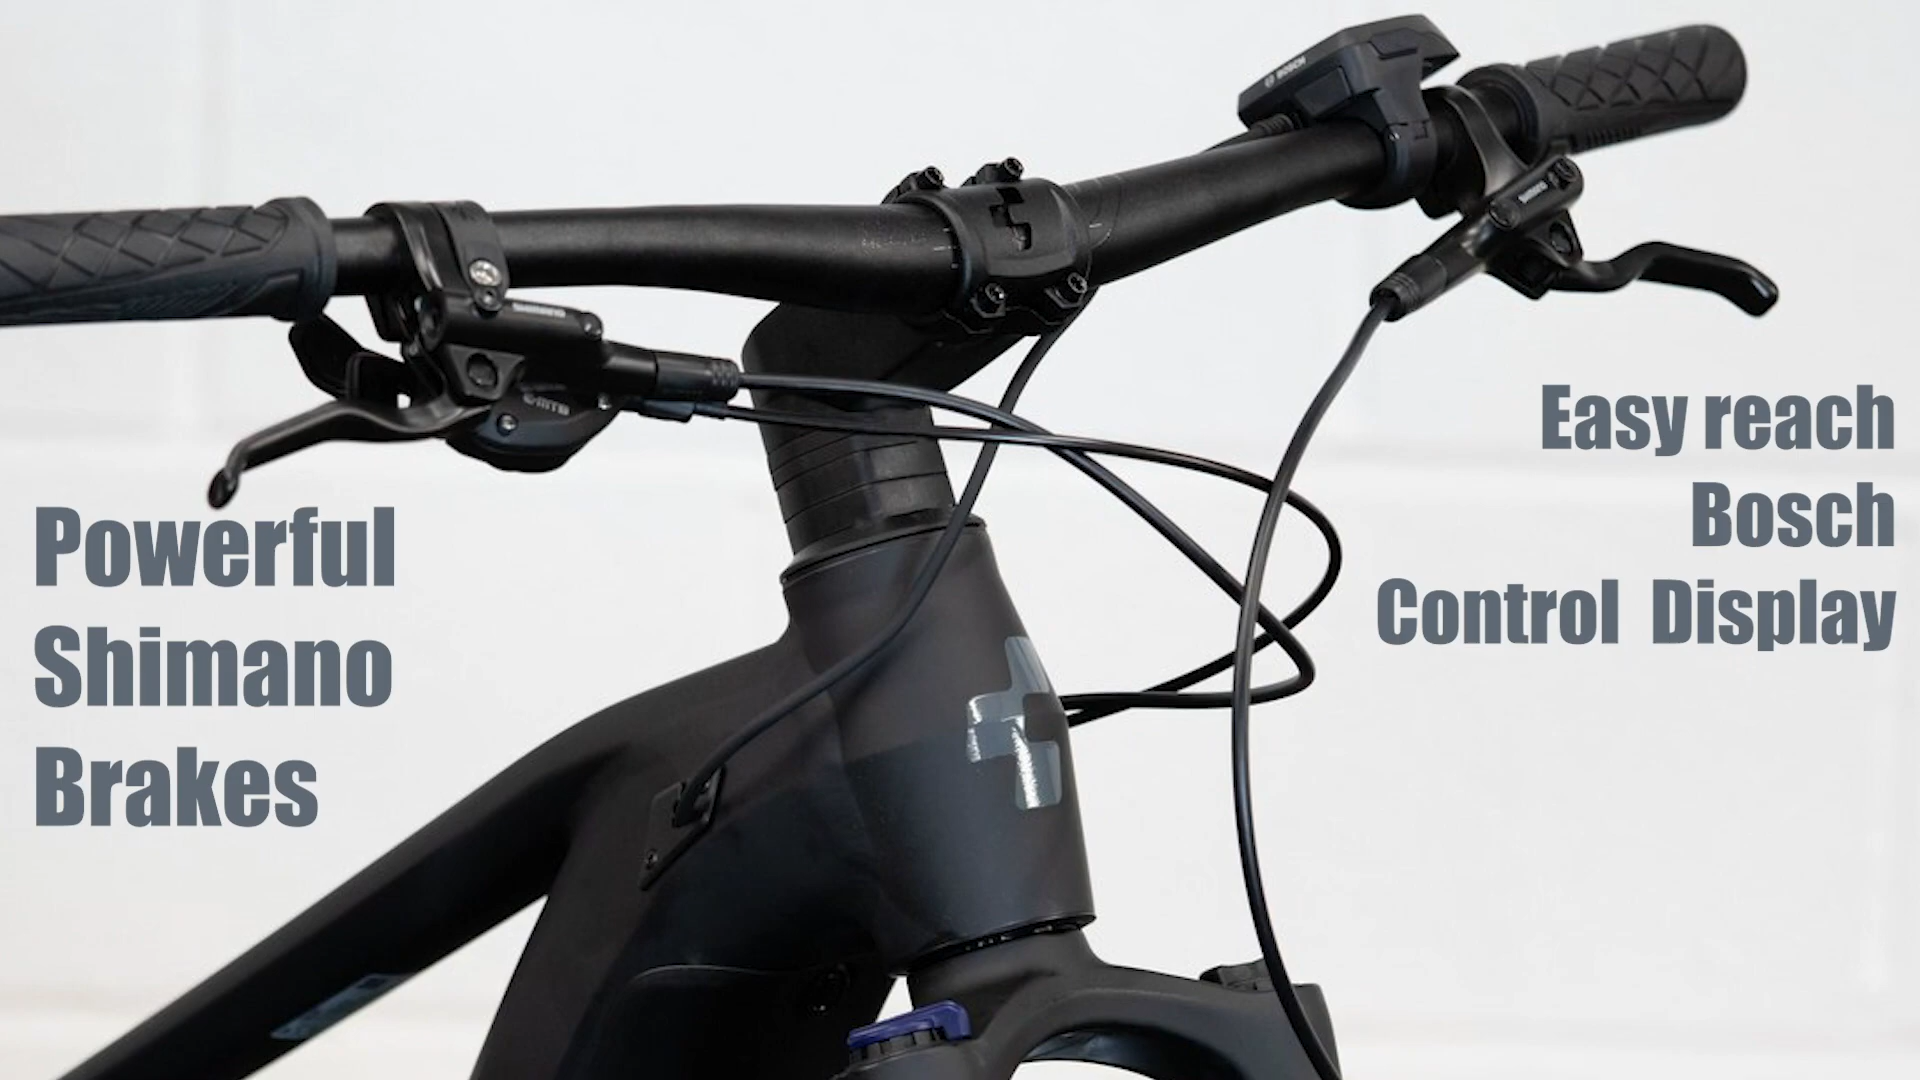 BOSCH
SHIMANO
SHIMANO
e-MTB
Easy reach
Bosch
Control Display
Powerful
Shimano
Brakes